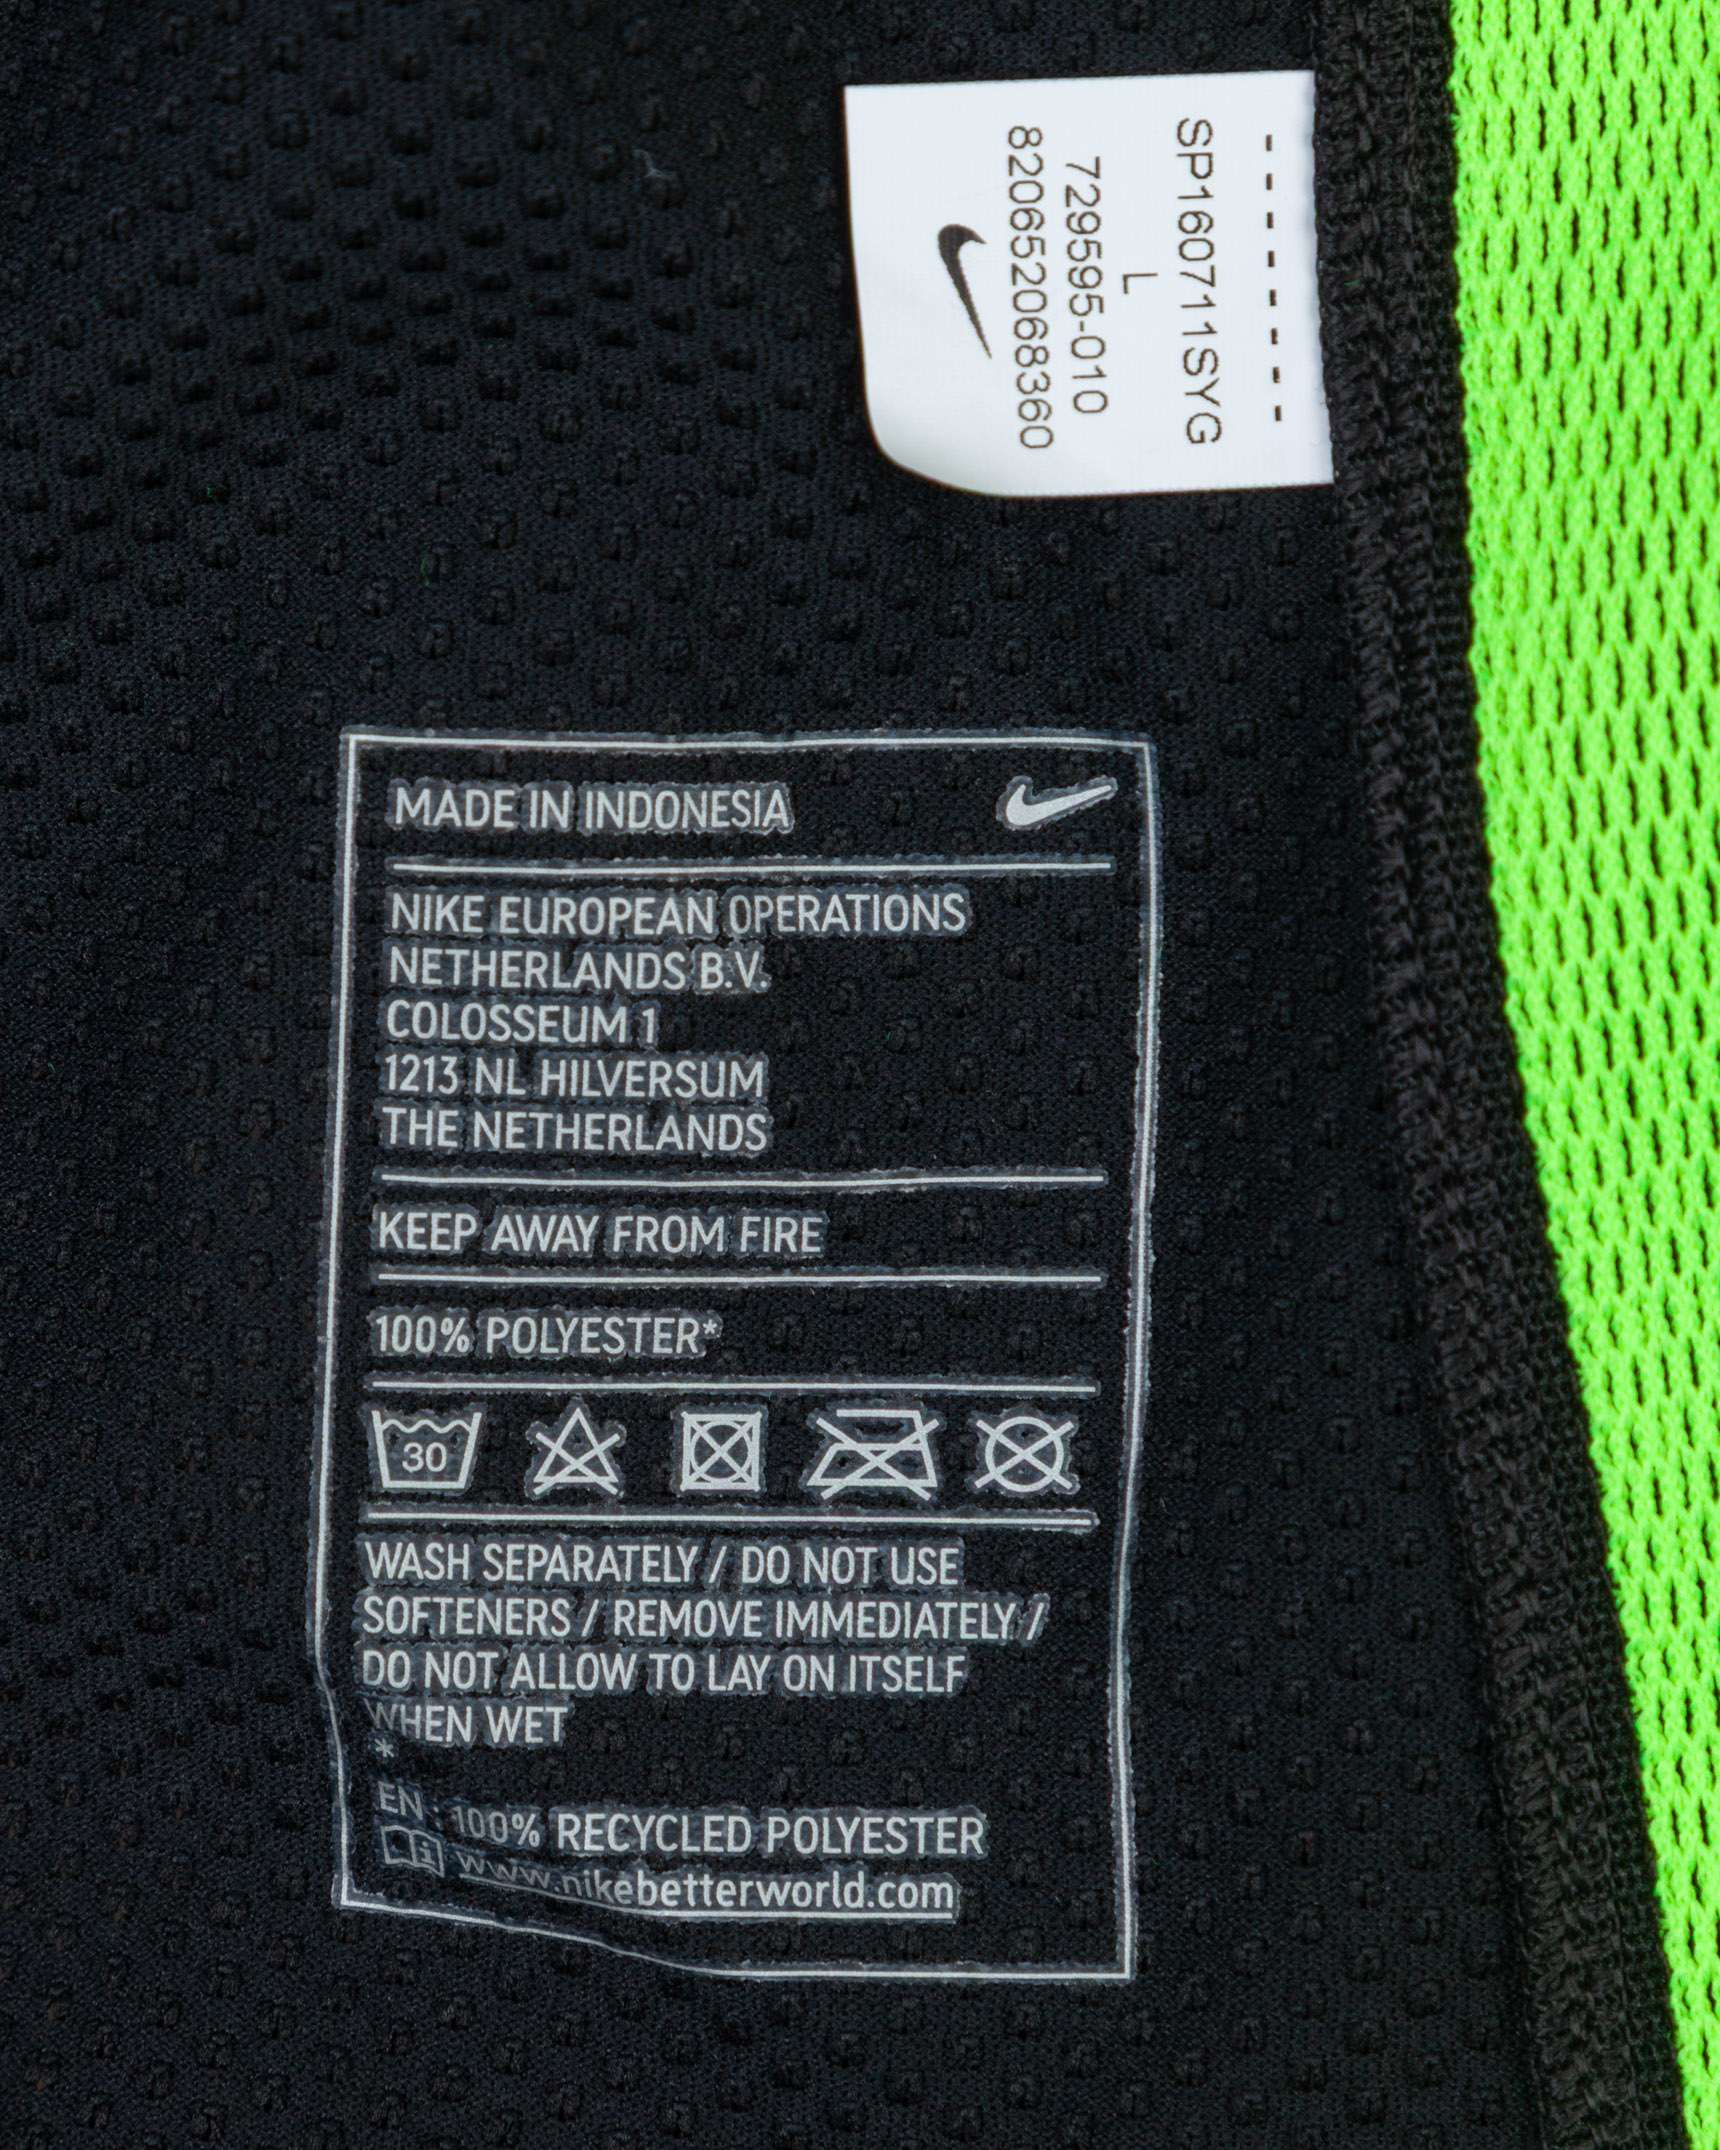 SP160711SYG
L
729595-010
820652068360
MADE IN INDONESIA
NIKE EUROPEAN OPERATIONS
NETHERLANDS B.V.
COLOSSEUM 1
1213 NL HILVERSUM
THE NETHERLANDS
KEEP AWAY FROM FIRE
100% POLYESTER*
30
WASH SEPARATELY / DO NOT USE
SOFTENERS / REMOVE IMMEDIATELY /
DO NOT ALLOW TO LAY ON ITSELF
WHEN WET
*
EN : 100% RECYCLED POLYESTER
www.nikebetterworld.com